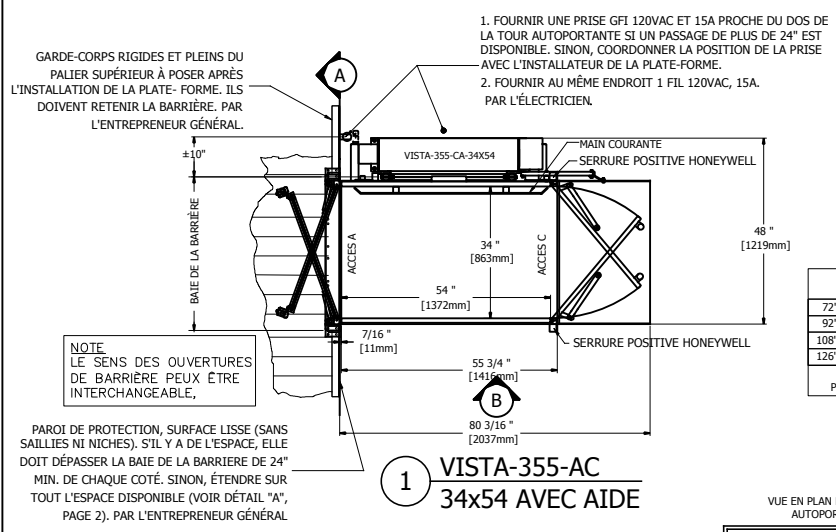 1. FOURNIR UNE PRISE GFI 120VAC ET 15A PROCHE DU DOS DE
LA TOUR AUTOPORTANTE SI UN PASSAGE DE PLUS DE 24" EST
DISPONIBLE. SINON, COORDONNER LA POSITION DE LA PRISE
AVEC L'INSTALLATEUR DE LA PLATE-FORME.
2. FOURNIR AU MÊME ENDROIT 1 FIL 120VAC, 15A.
PAR L'ÉLECTRICIEN.
GARDE-CORPS RIGIDES ET PLEINS DU
PALIER SUPÉRIEUR À POSER APRÈS
L'INSTALLATION DE LA PLATE- FORME. ILS
DOIVENT RETENIR LA BARRIÈRE. PAR
L'ENTREPRENEUR GÉNÉRAL.
A
±10"
VISTA-355-CA-34X54
MAIN COURANTE
SERRURE POSITIVE HONEYWELL
BAIE DE LA BARRIÈRE
ACCES A
34 "
[863mm]
ACCES C
48 "
[1219mm]
54 "
[1372mm]
7/16 "
[11mm]
SERRURE POSITIVE HONEYWELL
55 3/4 "
[1416mm]
B
80 3/16 "
[2037mm]
NOTE
LE SENS DES OUVERTURES
DE BARRIÈRE PEUX ÊTRE
INTERCHANGEABLE,
PAROI DE PROTECTION, SURFACE LISSE (SANS
SAILLIES NI NICHES). S'IL Y A DE L'ESPACE, ELLE
DOIT DÉPASSER LA BAIE DE LA BARRIERE DE 24"
MIN. DE CHAQUE COTÉ. SINON, ÉTENDRE SUR
TOUT L'ESPACE DISPONIBLE (VOIR DÉTAIL "A",
PAGE 2). PAR L'ENTREPRENEUR GÉNÉRAL
1
VISTA-355-AC
34x54 AVEC AIDE
72"
92"
108"
126"
P
VUE EN PLAN
AUTOPOR